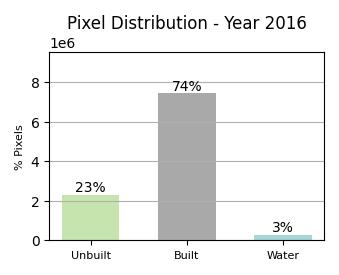 Pixel Distribution - Year 2016
1e6
% Pixels
8
6
4
2
0
23%
74%
3%
Unbuilt
Built
Water